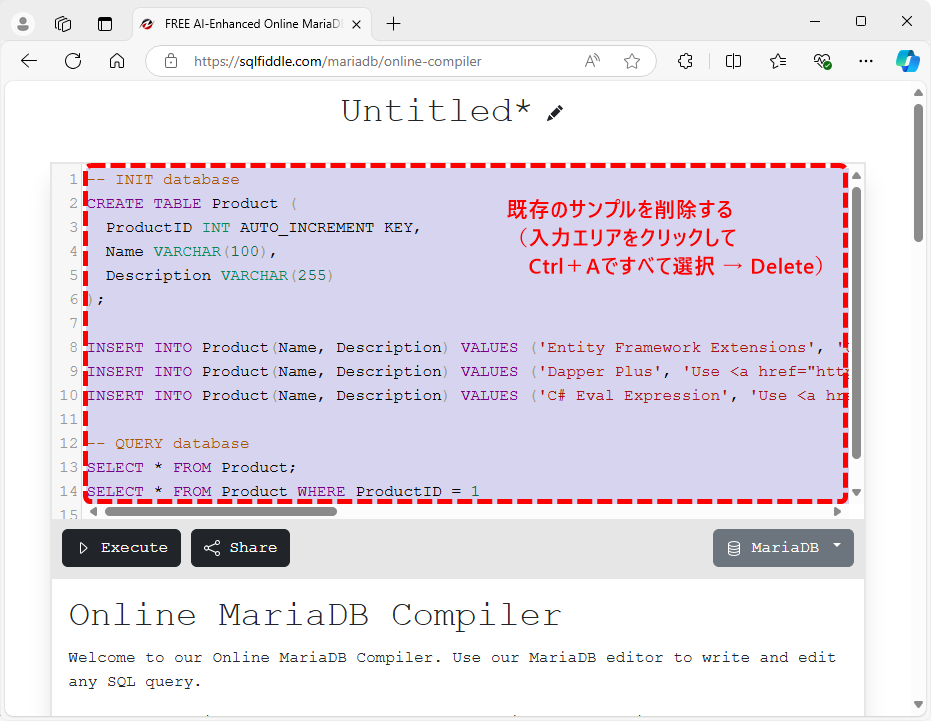 FREE AI-Enhanced Online MariaD
https://sqlfiddle.com/mariadb/online-compiler
Untitled*
1 -- INIT database
2 CREATE TABLE Product (
3 ProductID INT AUTO_INCREMENT KEY,
4 Name VARCHAR(100),
5 Description VARCHAR(255)
6 );
7
8 INSERT INTO Product(Name, Description) VALUES ('Entity Framework Extensions', '
9 INSERT INTO Product(Name, Description) VALUES ('Dapper Plus', 'Use <a href="htt
10 INSERT INTO Product(Name, Description) VALUES ('C# Eval Expression', 'Use <a hr
11
12 -- QUERY database
13 SELECT * FROM Product;
14 SELECT * FROM Product WHERE ProductID = 1
15
既存のサンプルを削除する
（入力エリアをクリックして
Ctrl＋Aですべて選択 → Delete）
Execute
Share
MariaDB
Online MariaDB Compiler
Welcome to our Online MariaDB Compiler. Use our MariaDB editor to write and edit
any SQL query.